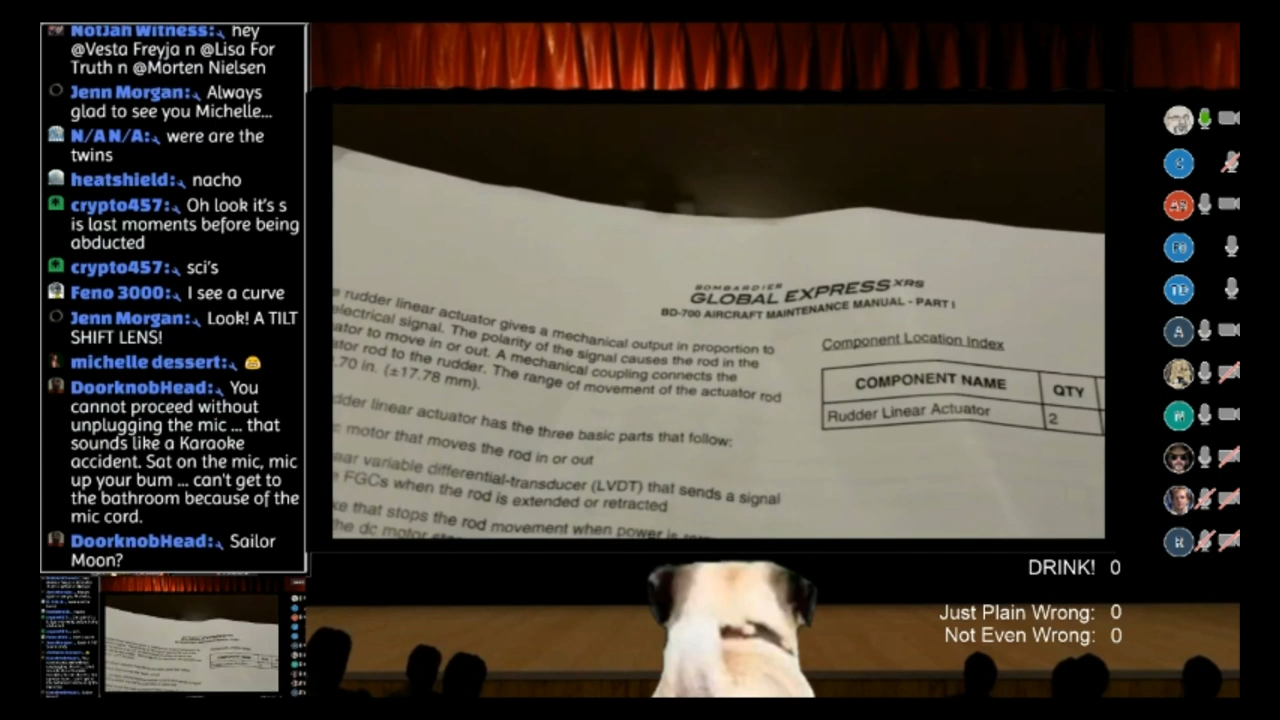 NotJah Witness: hey
@Vesta Freyja n @Lisa For
Truth n @Morten Nielsen
Jenn Morgan: Always
glad to see you Michelle...
N/A N/A: were are the
twins
heatshield: nacho
crypto457: Oh look it's s
is last moments before being
abducted
crypto457: sci's
Feno 3000: I see a curve
Jenn Morgan: Look! A TILT
SHIFT LENS!
michelle dessert:
DoorknobHead: You
cannot proceed without
unplugging the mic ... that
sounds like a Karaoke
accident. Sat on the mic, mic
up your bum ... can't get to
the bathroom because of the
mic cord.
DoorknobHead: Sailor
Moon?
BOMBARDIER
GLOBAL EXPRESS XRS
BD-700 AIRCRAFT MAINTENANCE MANUAL - PART I
rudder linear actuator gives a mechanical output in proportion to
electrical signal. The polarity of the signal causes the rod in the
to move in or out. A mechanical coupling connects the
rod to the rudder. The range of movement of the actuator rod
.70 in. (±17.78 mm).
linear actuator has the three basic parts that follow:
motor that moves the rod in or out
variable differential-transducer (LVDT) that sends a signal
FGCs when the rod is extended or retracted
that stops the rod movement when power is
the dc motor
Component Location Index
COMPONENT NAME QTY
Rudder Linear Actuator 2
DRINK! 0
Just Plain Wrong: 0
Not Even Wrong: 0